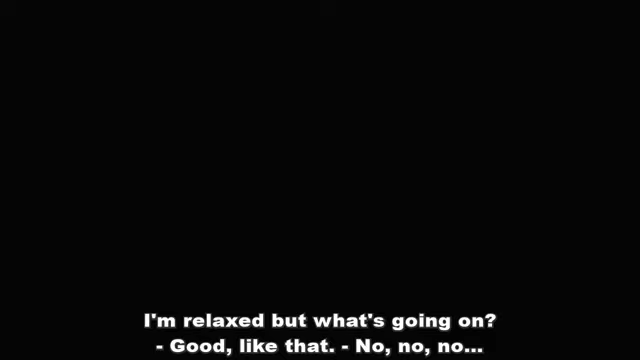 I'm relaxed but what's going on?
- Good, like that. - No, no, no...